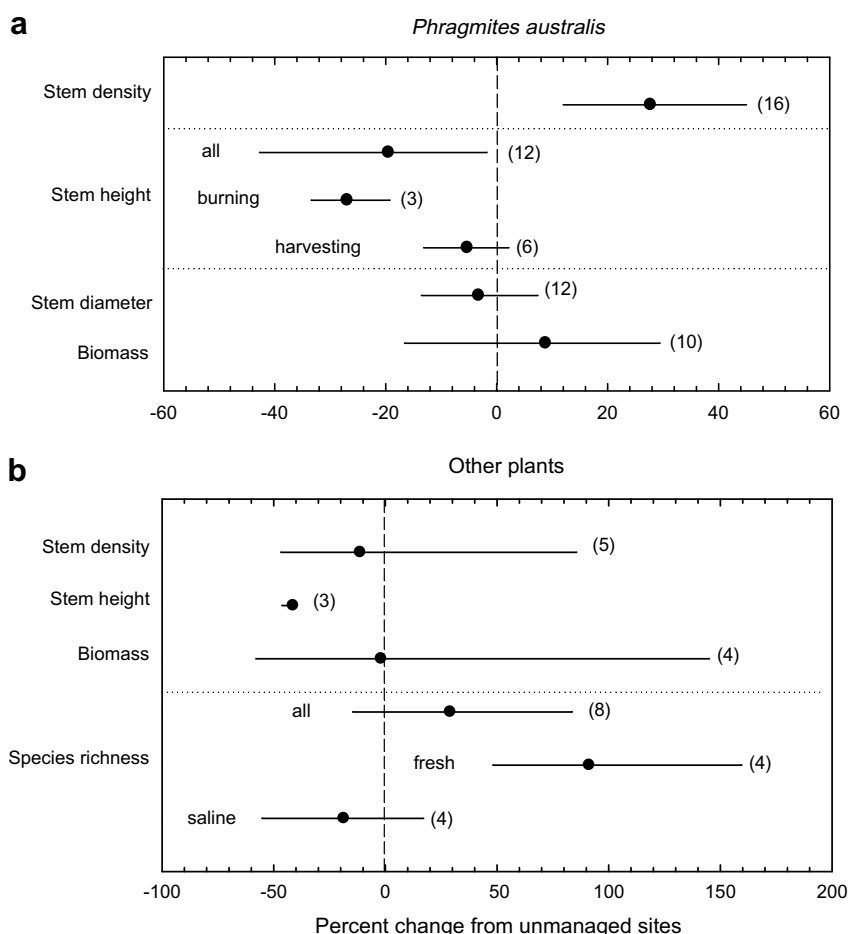 a
Phragmites australis
Stem density
(16)
all
(12)
Stem height
burning
(3)
harvesting
(6)
Stem diameter
(12)
Biomass
(10)
-60 -40 -20 0 20 40 60
b
Other plants
Stem density
(5)
Stem height
(3)
Biomass
(4)
all
(8)
Species richness
fresh
(4)
saline
(4)
-100 -50 0 50 100 150 200
Percent change from unmanaged sites